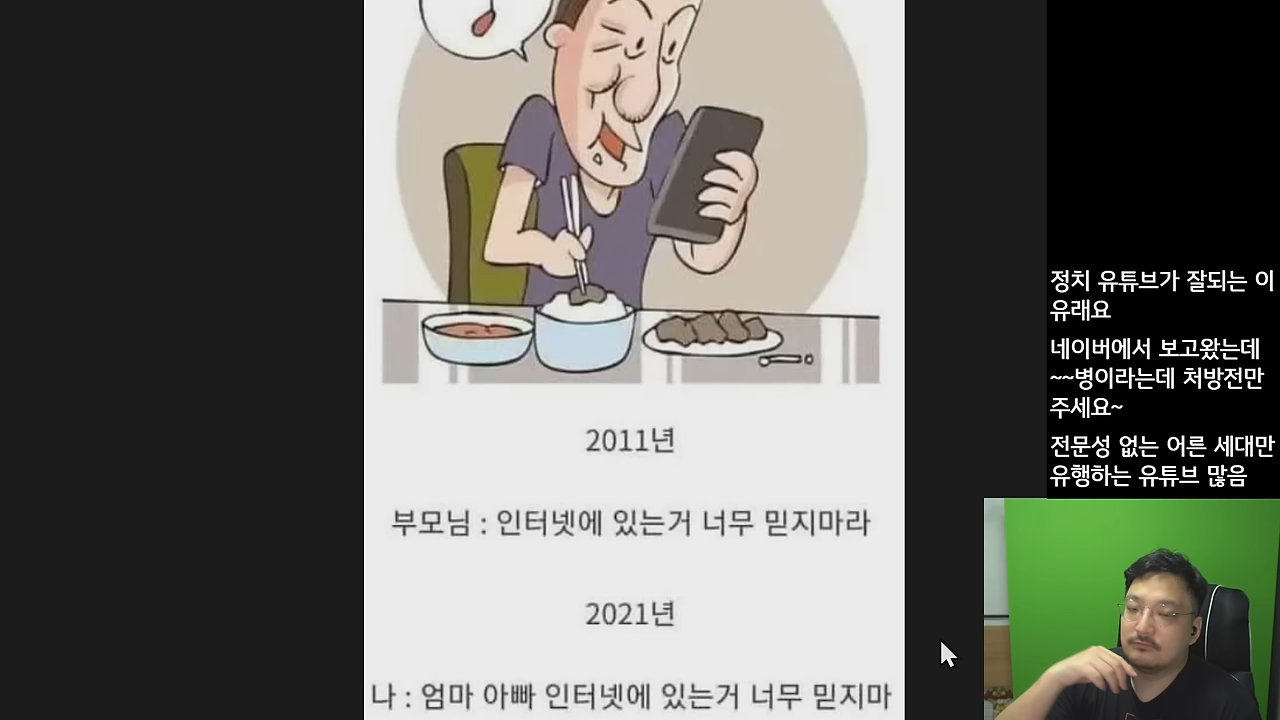 2011년
부모님 : 인터넷에 있는거 너무 믿지마라
2021년
나 : 엄마 아빠 인터넷에 있는거 너무 믿지마
정치 유튜브가 잘되는 이
유래요
네이버에서 보고왔는데
~~병이라는데 처방전만
주세요~
전문성 없는 어른 세대만
유행하는 유튜브 많음